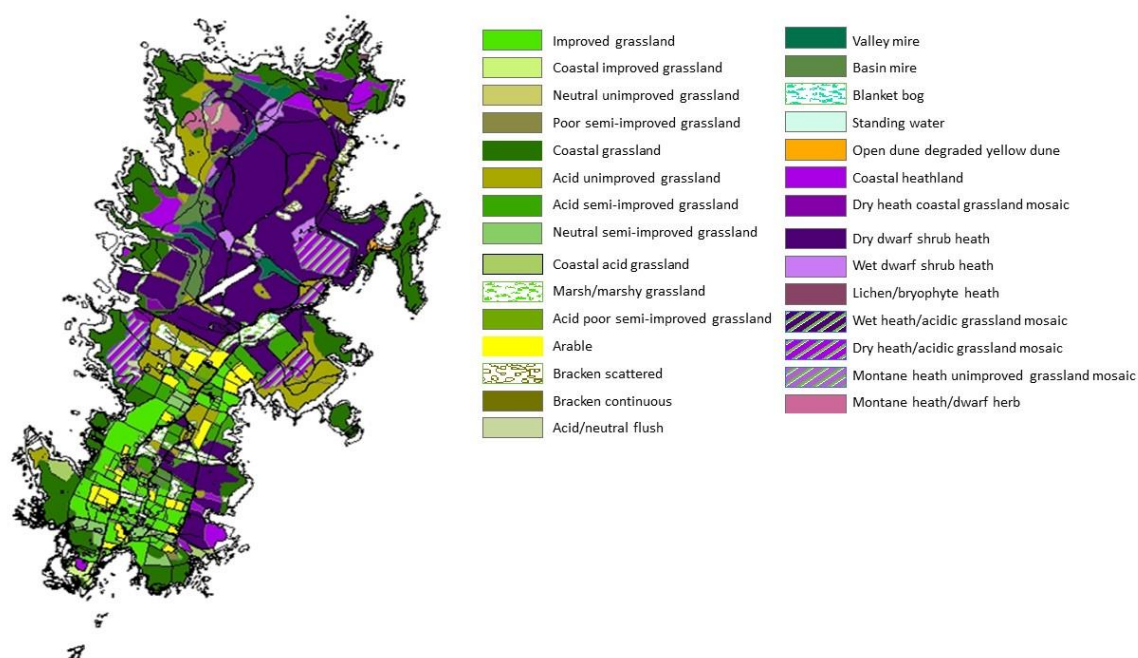 Improved grassland
Coastal improved grassland
Neutral unimproved grassland
Poor semi-improved grassland
Coastal grassland
Acid unimproved grassland
Acid semi-improved grassland
Neutral semi-improved grassland
Coastal acid grassland
Marsh/marshy grassland
Acid poor semi-improved grassland
Arable
Bracken scattered
Bracken continuous
Acid/neutral flush
Valley mire
Basin mire
Blanket bog
Standing water
Open dune degraded yellow dune
Coastal heathland
Dry heath coastal grassland mosaic
Dry dwarf shrub heath
Wet dwarf shrub heath
Lichen/bryophyte heath
Wet heath/acidic grassland mosaic
Dry heath/acidic grassland mosaic
Montane heath unimproved grassland mosaic
Montane heath/dwarf herb